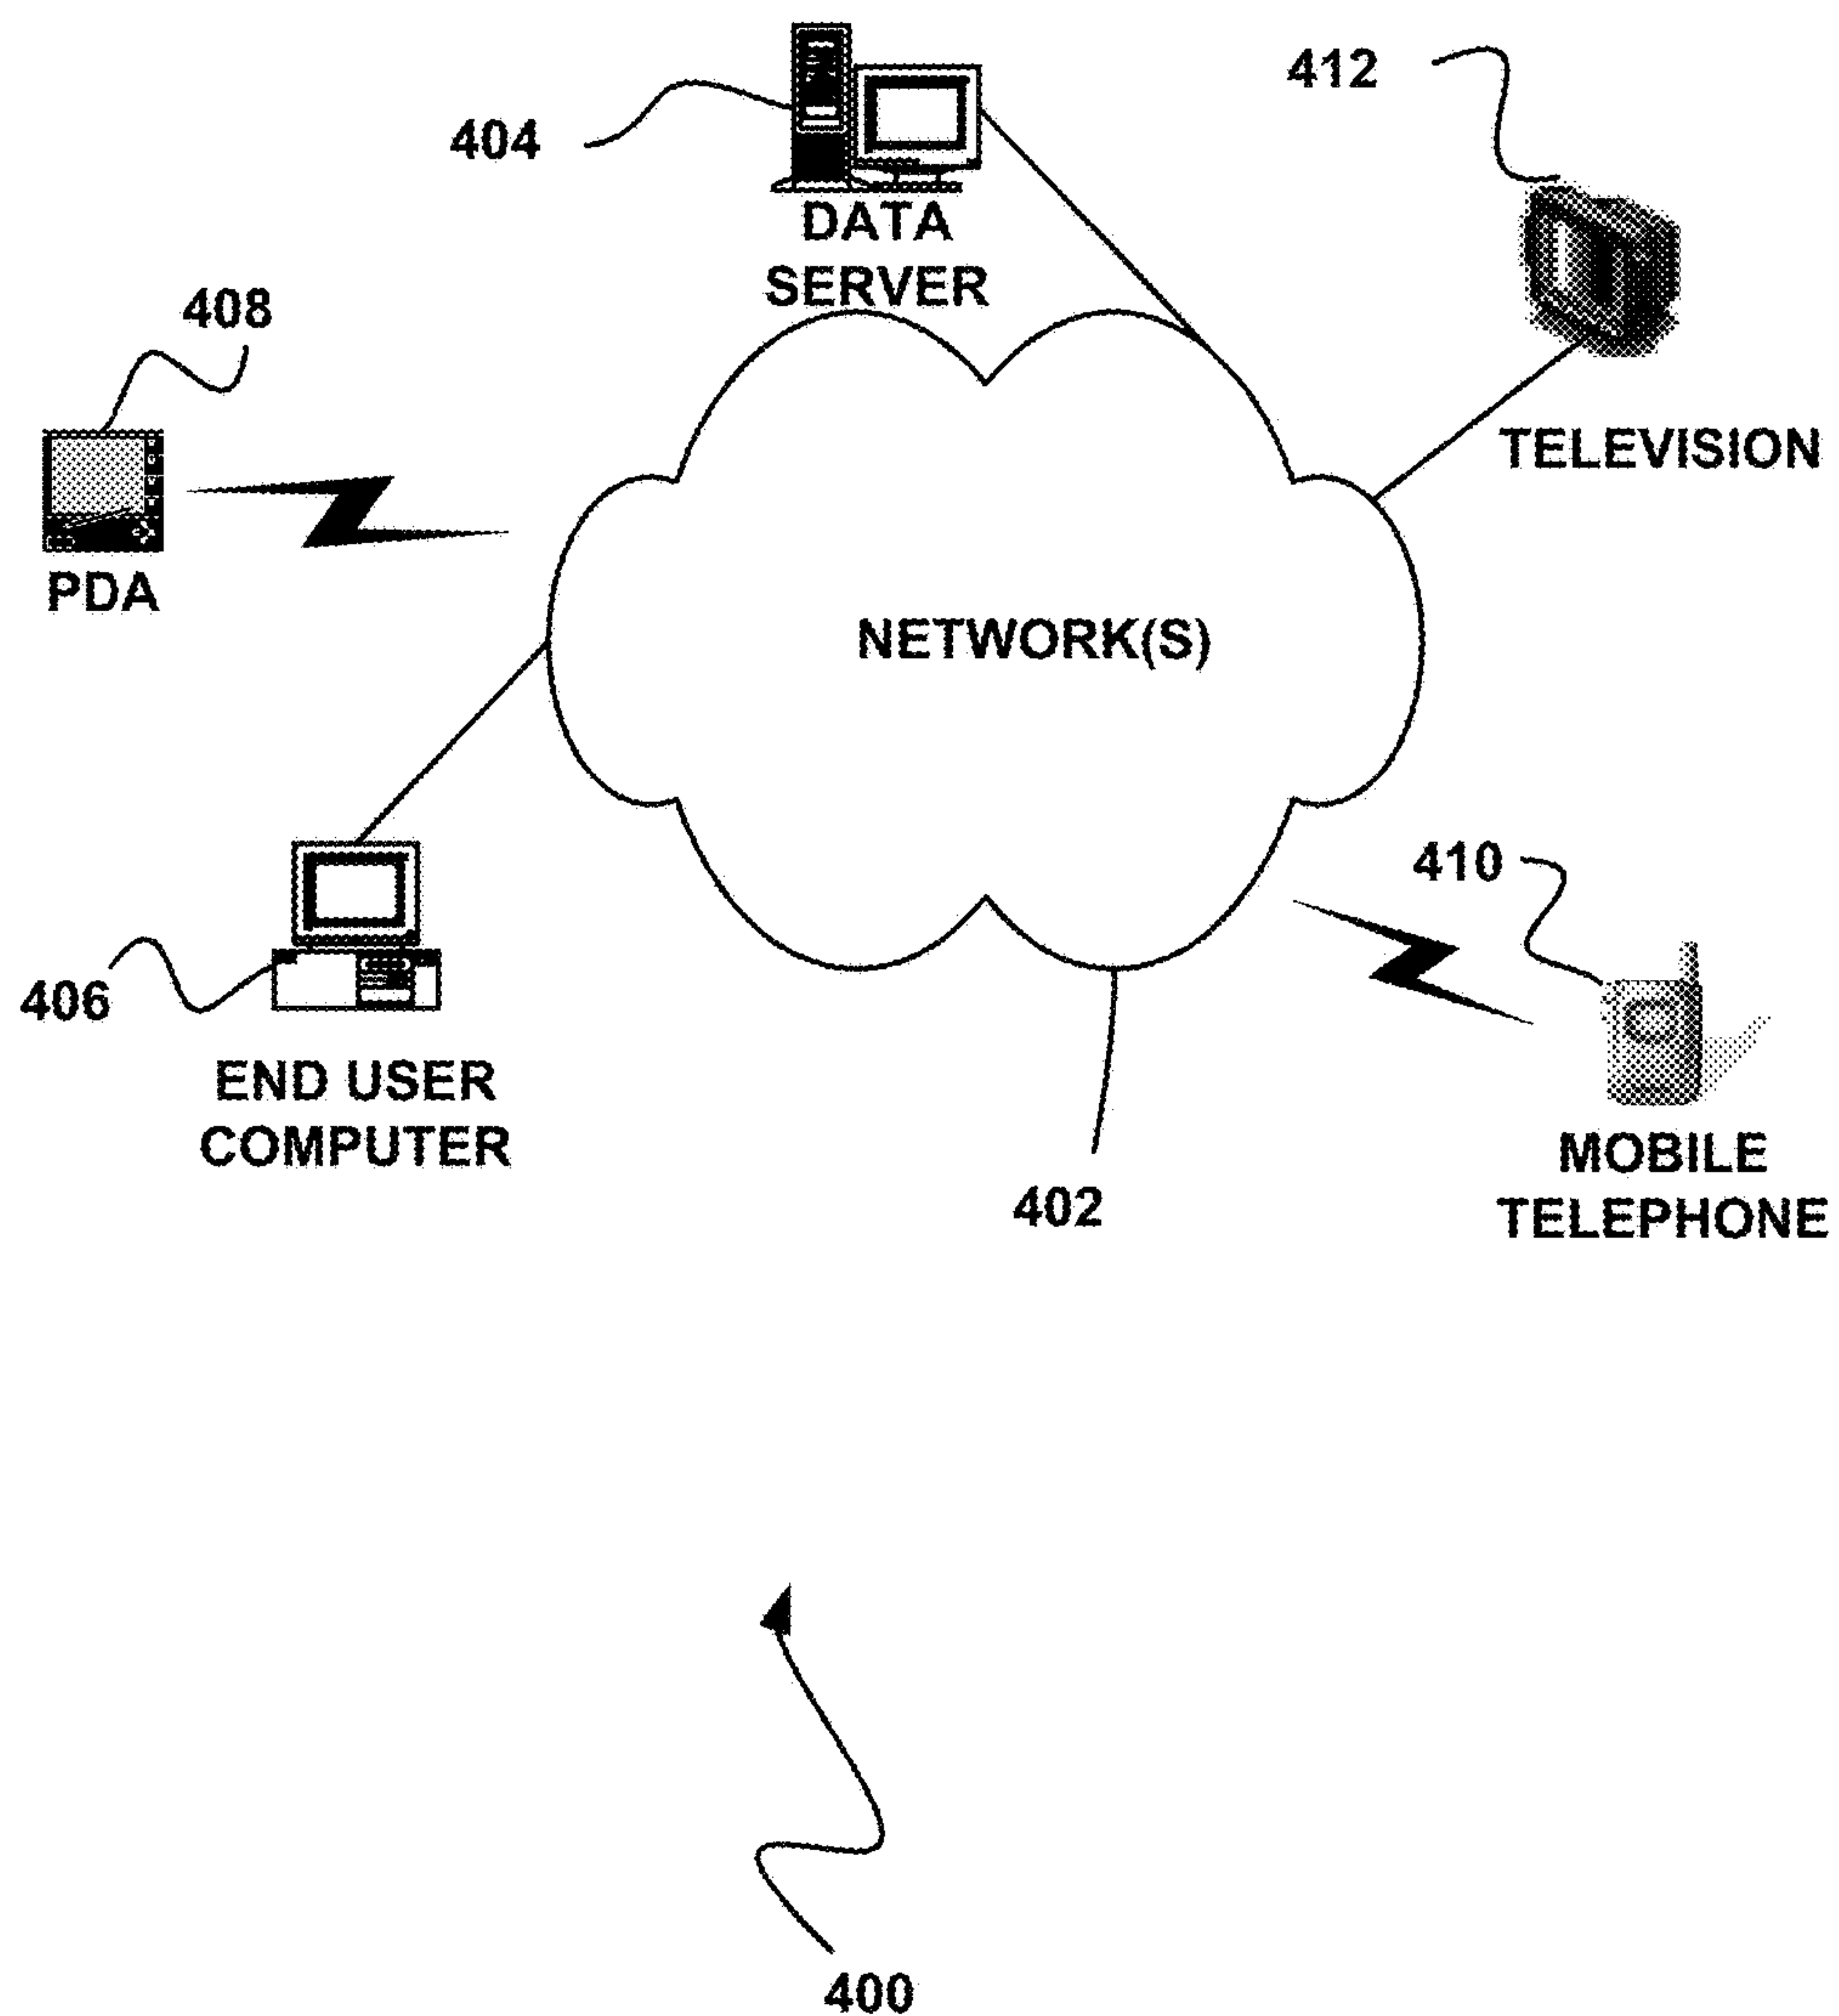 412
404
DATA
SERVER
408
TELEVISION
PDA
NETWORK(S)
410
406
END USER
COMPUTER
MOBILE
TELEPHONE
402
400